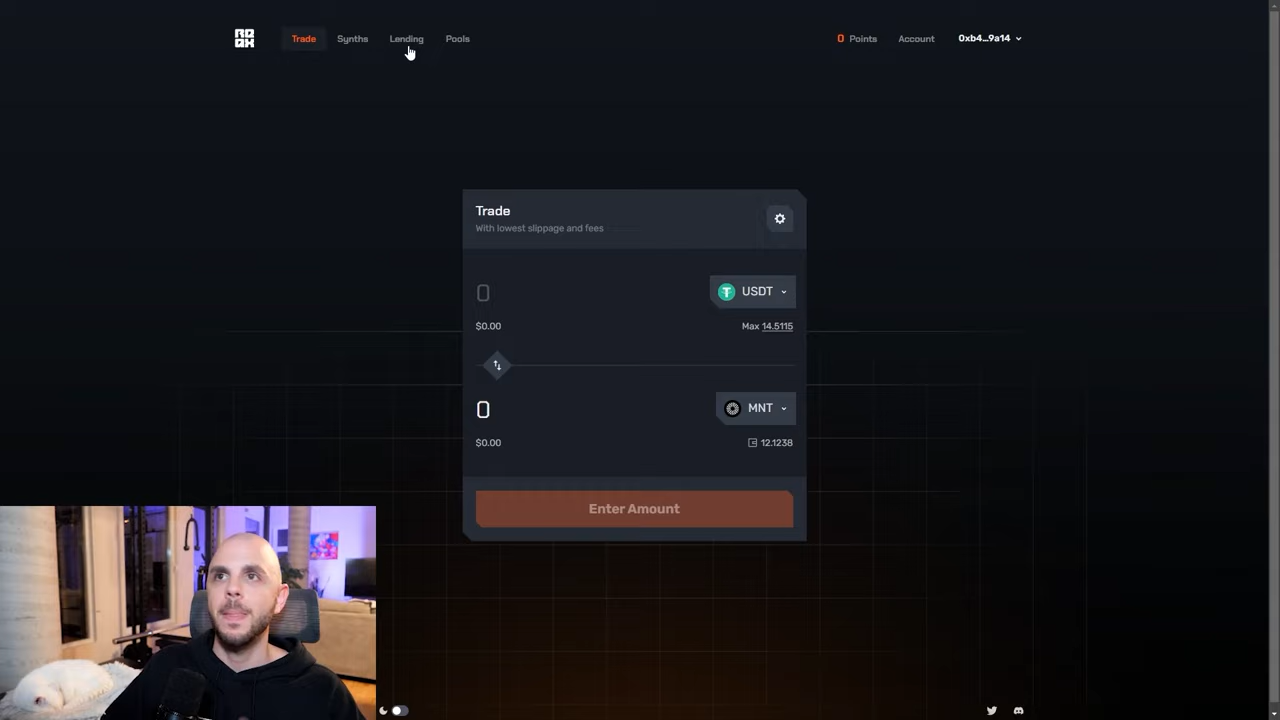 Trade
Synths
Lending
Pools
0 Points
Account
0xb4...9a14
Trade
With lowest slippage and fees
0
USDT
$0.00
Max 14.5115
0
MNT
$0.00
12.1238
Enter Amount